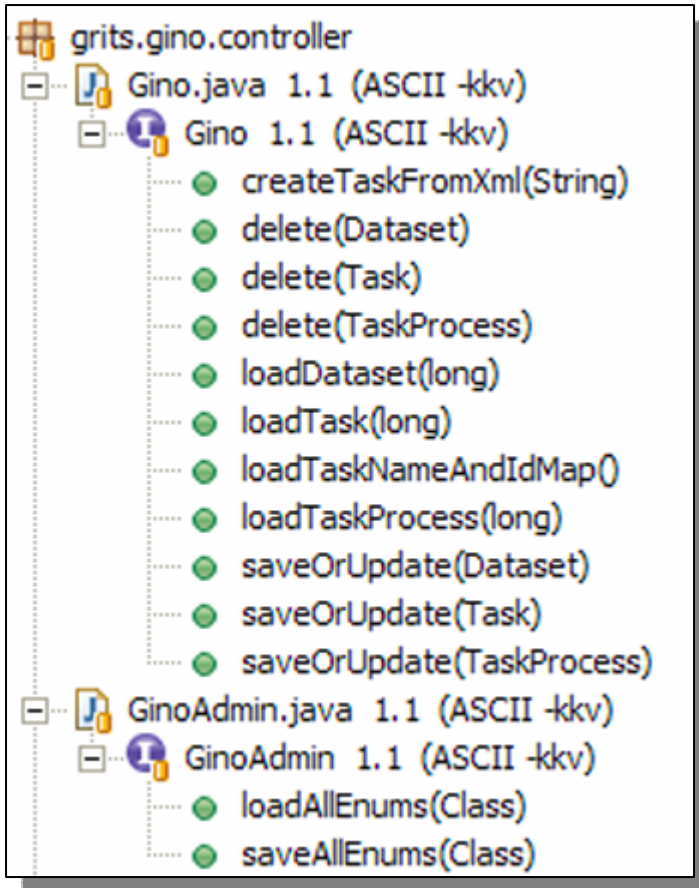 grits.gino.controller
Gino.java 1.1 (ASCII -kkv)
Gino 1.1 (ASCII -kkv)
createTaskFromXml(String)
delete(Dataset)
delete(Task)
delete(TaskProcess)
loadDataset(long)
loadTask(long)
loadTaskNameAndIdMap()
loadTaskProcess(long)
saveOrUpdate(Dataset)
saveOrUpdate(Task)
saveOrUpdate(TaskProcess)
GinoAdmin.java 1.1 (ASCII -kkv)
GinoAdmin 1.1 (ASCII -kkv)
loadAllEnums(Class)
saveAllEnums(Class)